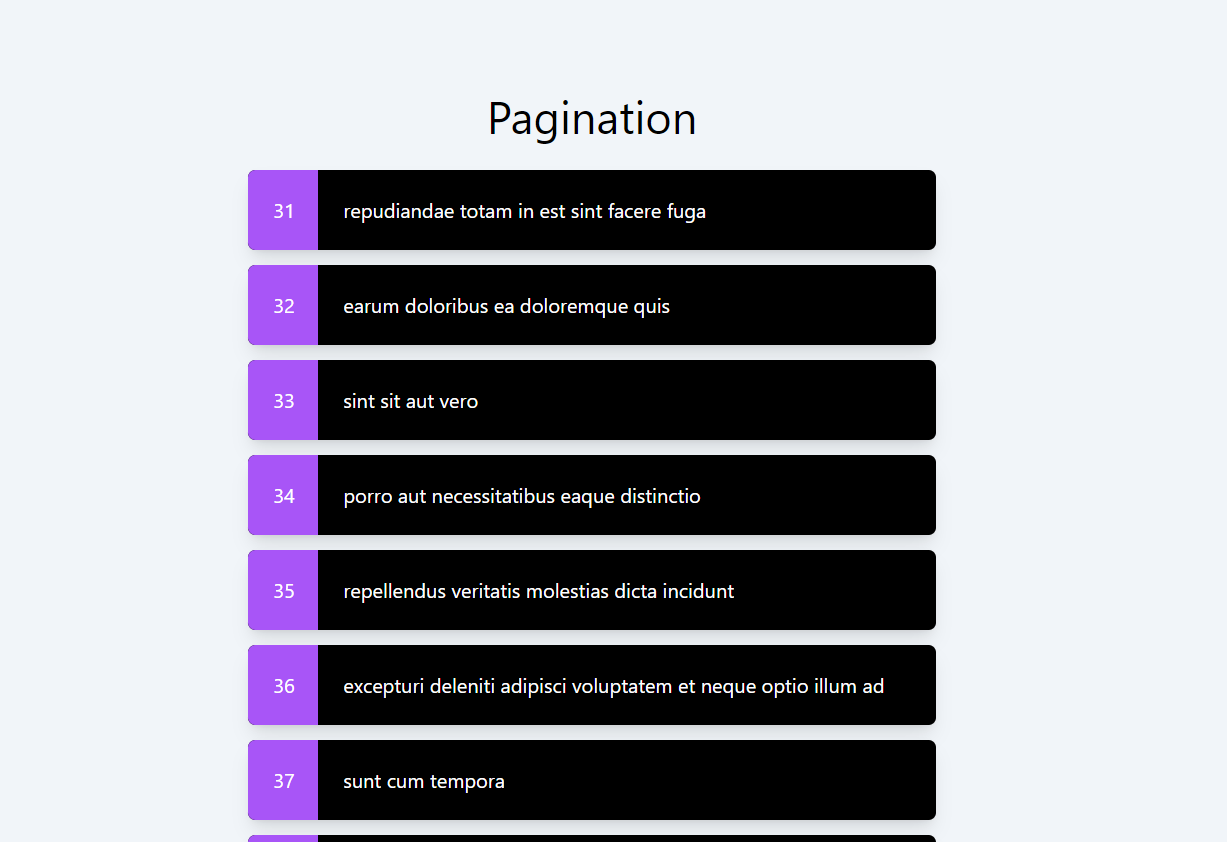 Pagination
31 repudiandae totam in est sint facere fuga
32 earum doloribus ea doloremque quis
33 sint sit aut vero
34 porro aut necessitatibus eaque distinctio
35 repellendus veritatis molestias dicta incidunt
36 excepturi deleniti adipisci voluptatem et neque optio illum ad
37 sunt cum tempora